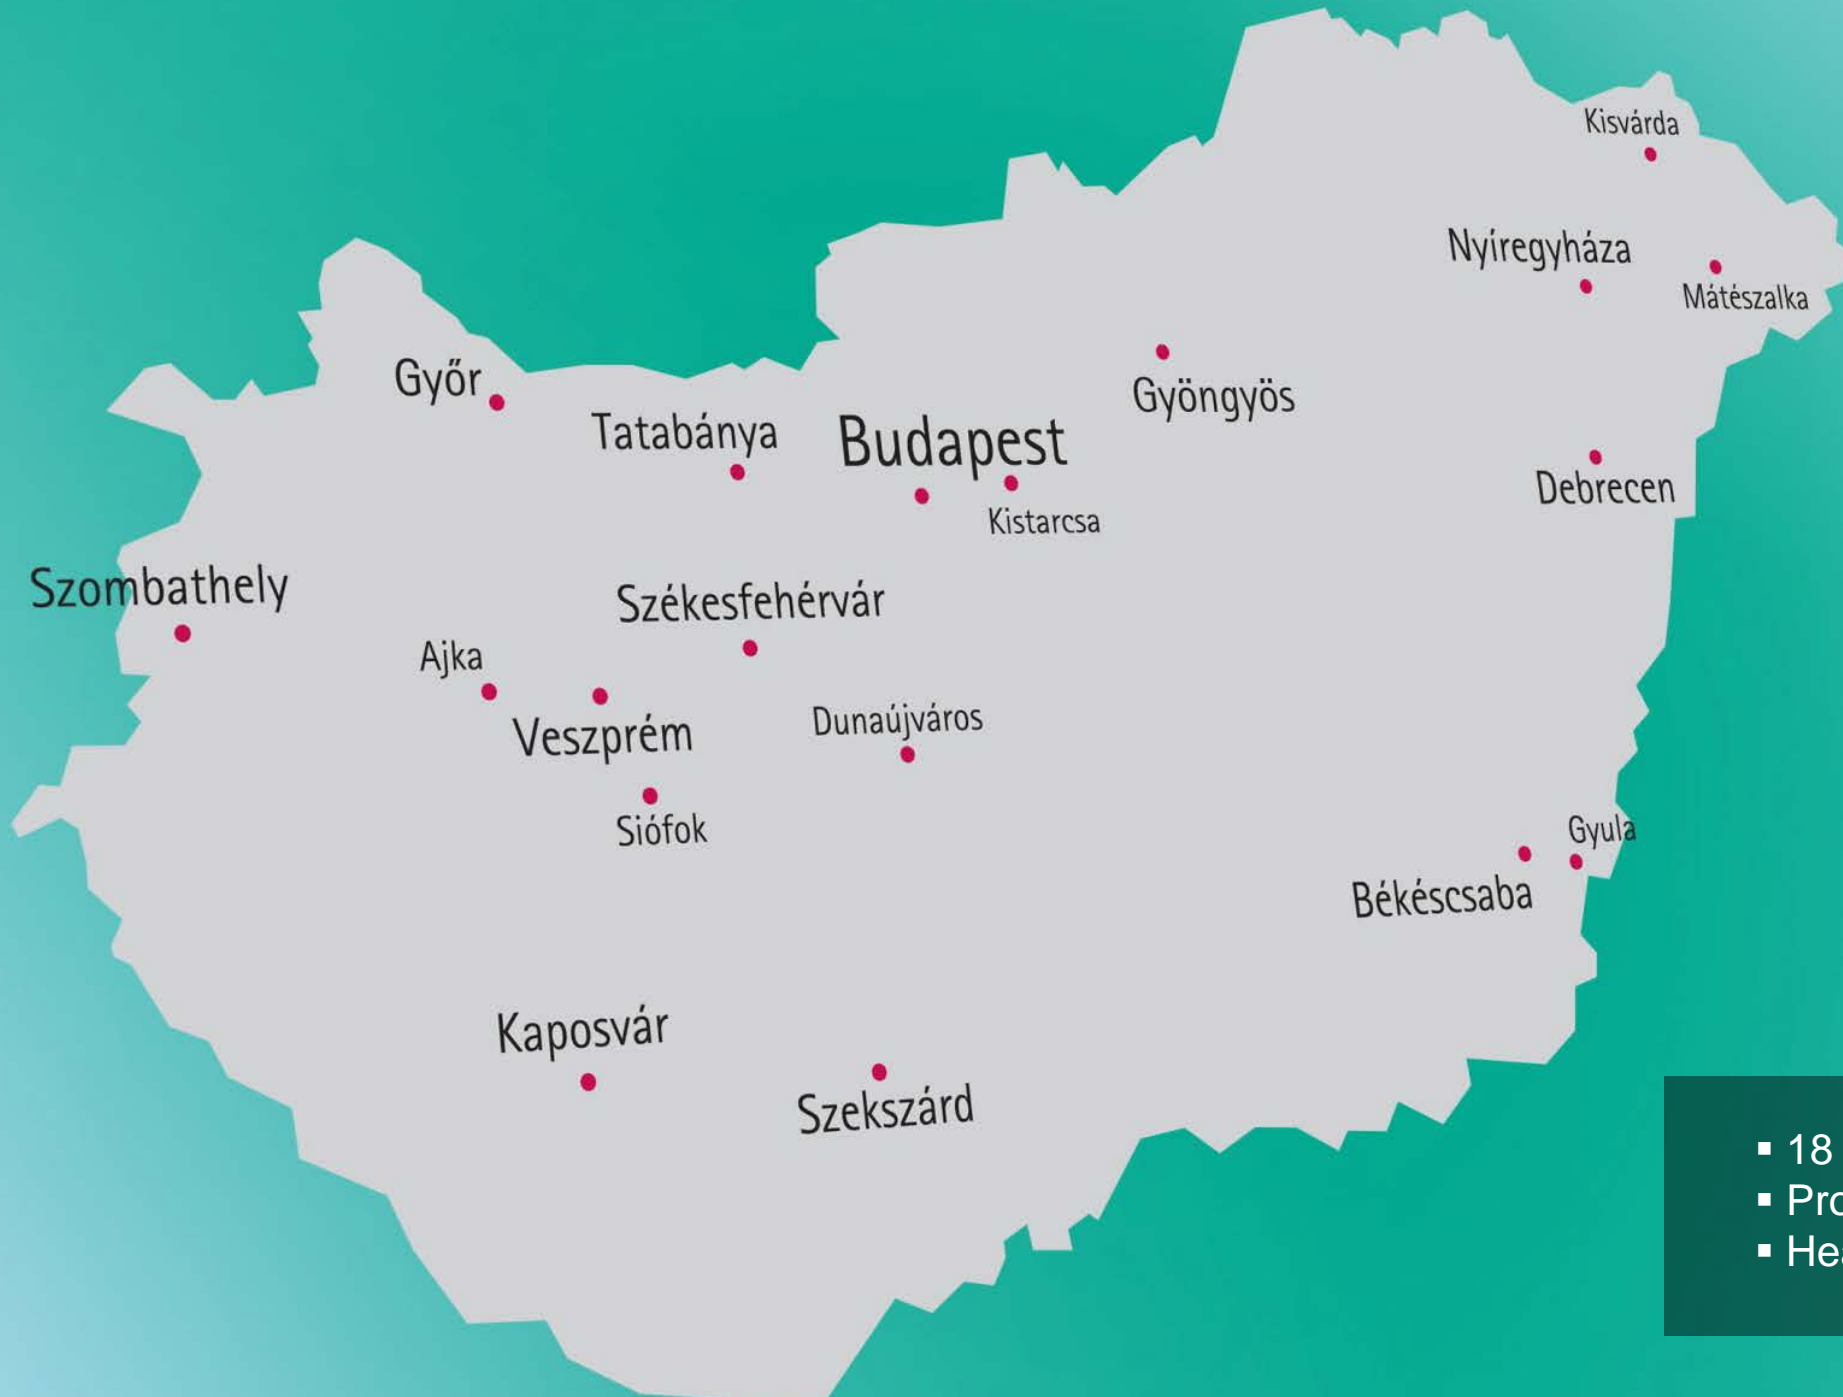 Kisvárda
Nyíregyháza
Mátészalka
Győr
Gyöngyös
Tatabánya
Budapest
Debrecen
Kistarcsa
Szombathely
Székesfehérvár
Ajka
Veszprém
Dunaújváros
Siófok
Gyula
Békéscsaba
Kaposvár
Szekszárd
▪ 18